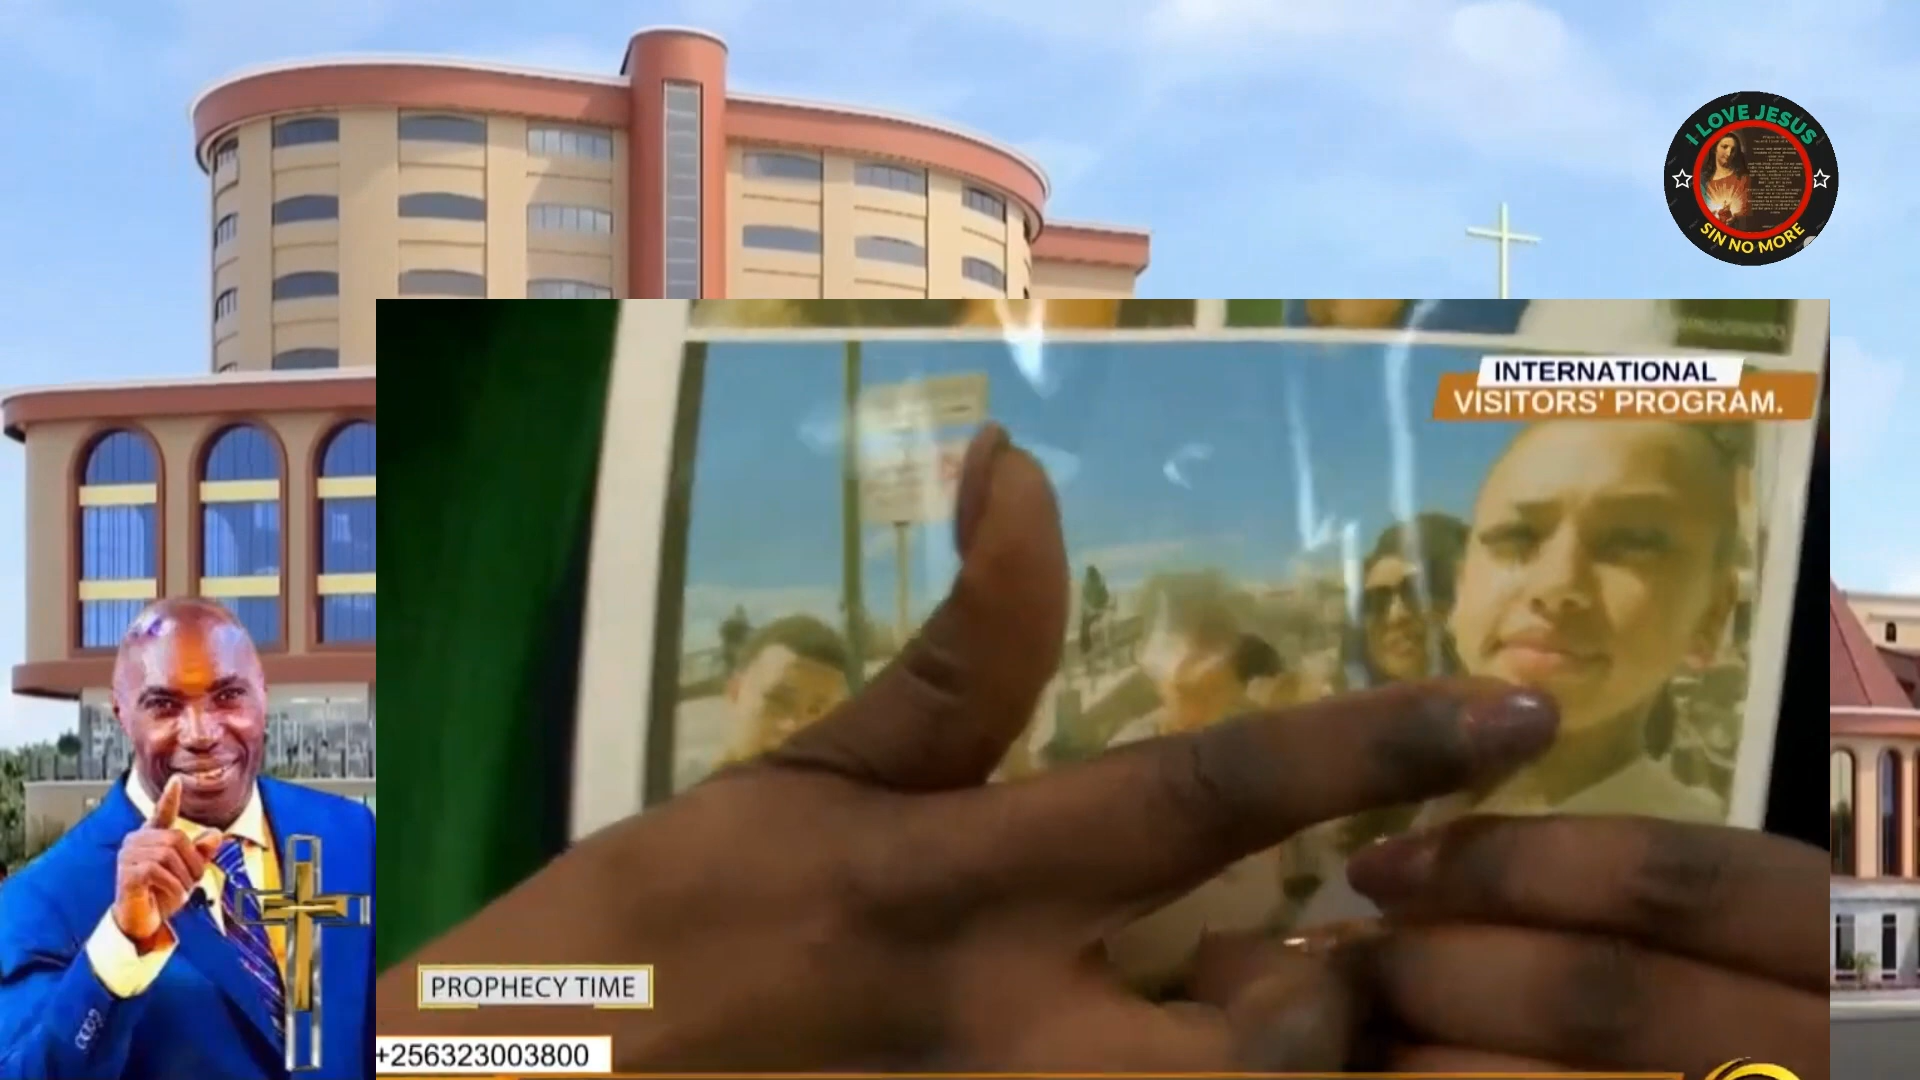 I LOVE JESUS
SIN NO MORE
INTERNATIONAL
VISITORS' PROGRAM.
PROPHECY TIME
+256323003800